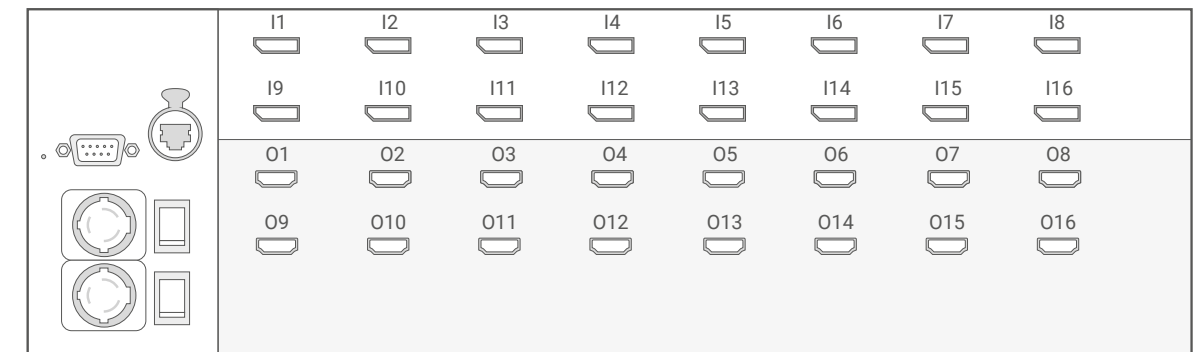 I1 I2 I3 I4 I5 I6 I7 I8
I9 I10 I11 I12 I13 I14 I15 I16
O1 O2 O3 O4 O5 O6 O7 O8
O9 O10 O11 O12 O13 O14 O15 O16